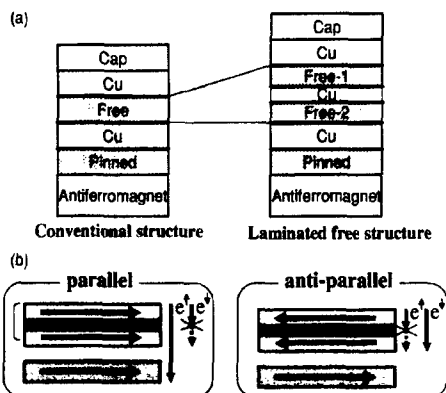 (a)
Cap
Cu
Free
Cu
Pinned
Antiferromagnet
Conventional structure
Cap
Cu
Free-1
Cu
Free-2
Cu
Pinned
Antiferromagnet
Laminated free structure
(b)
parallel
e↑ e↓
anti-parallel
e↑ e↓